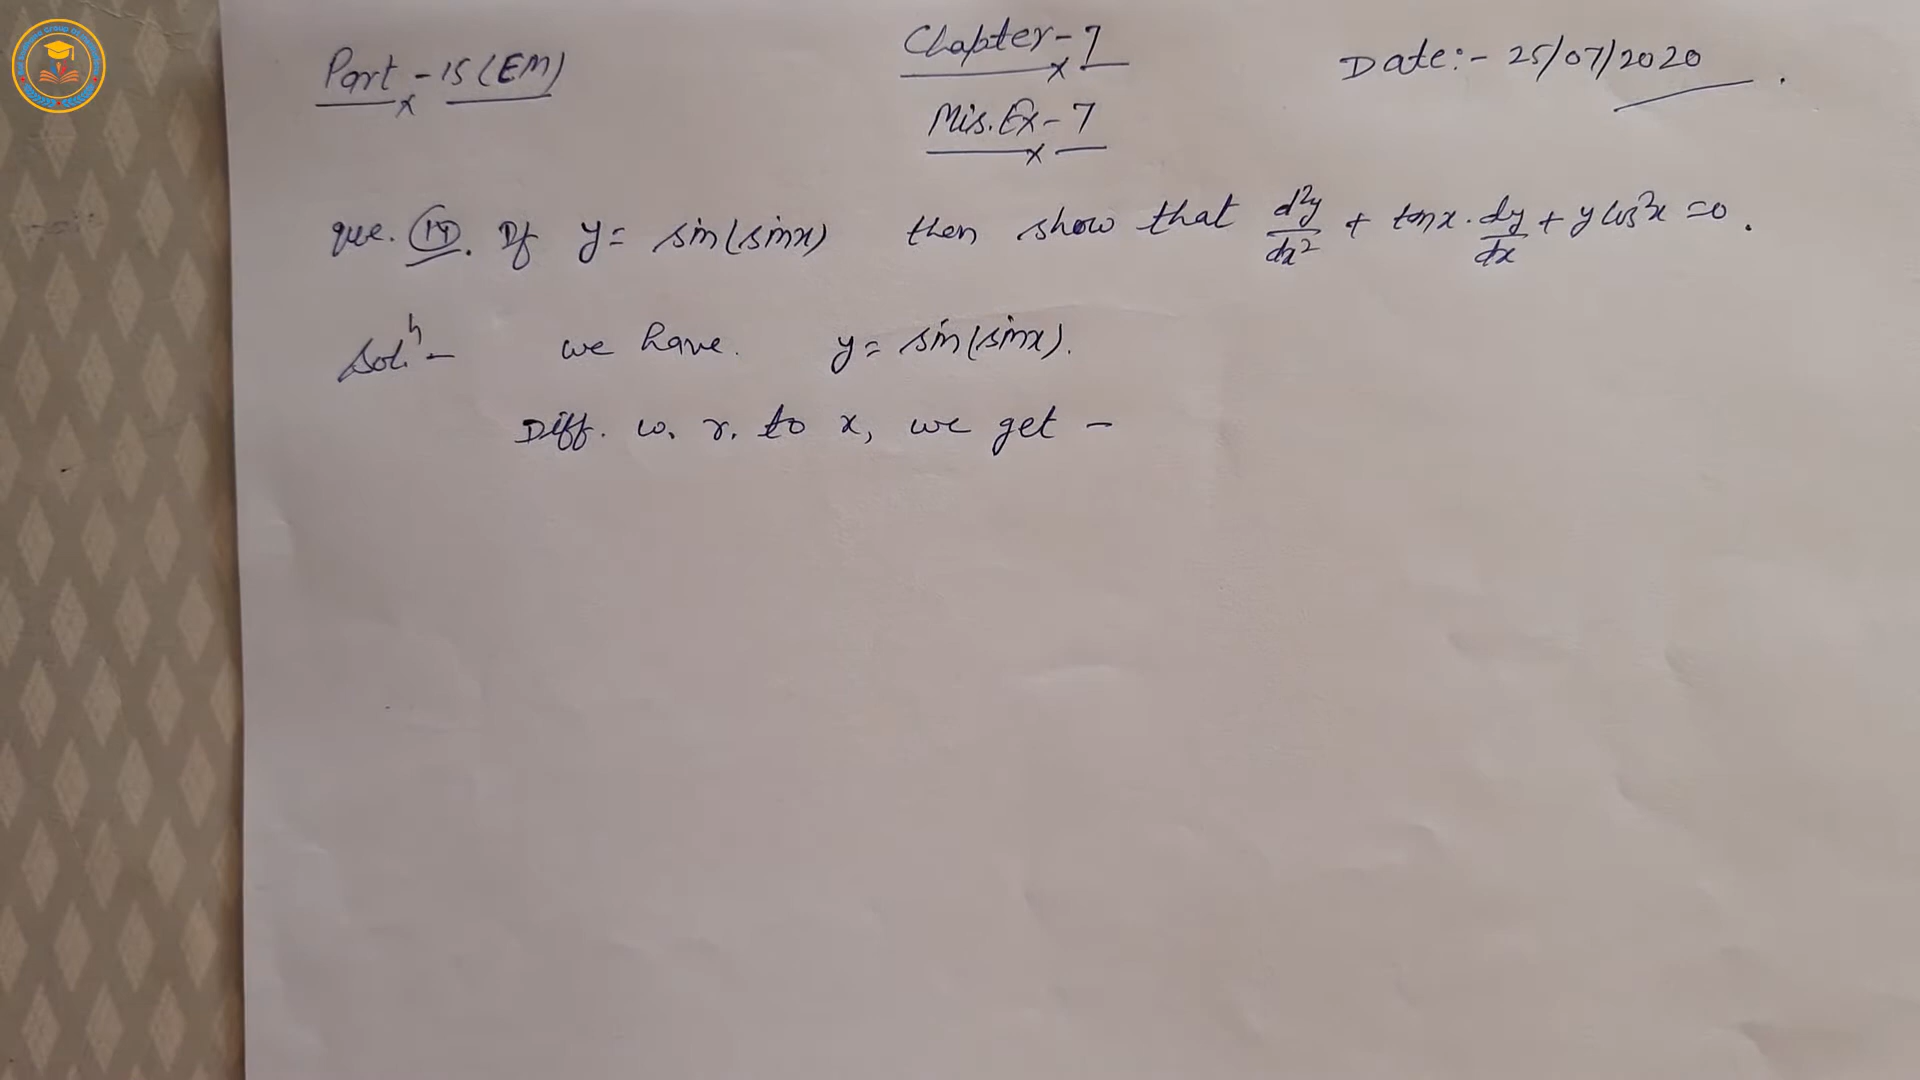 Part - 15 (EM)
Chapter - 7
Date:- 25/07/2020
Mis. Ex - 7
que. If y = sin(sinx) then show that d²y/dx² + tanx. dy/dx + y cos²x = 0.
Solⁿ- we have. y = sin(sinx).
Diff. w. r. to x, we get -